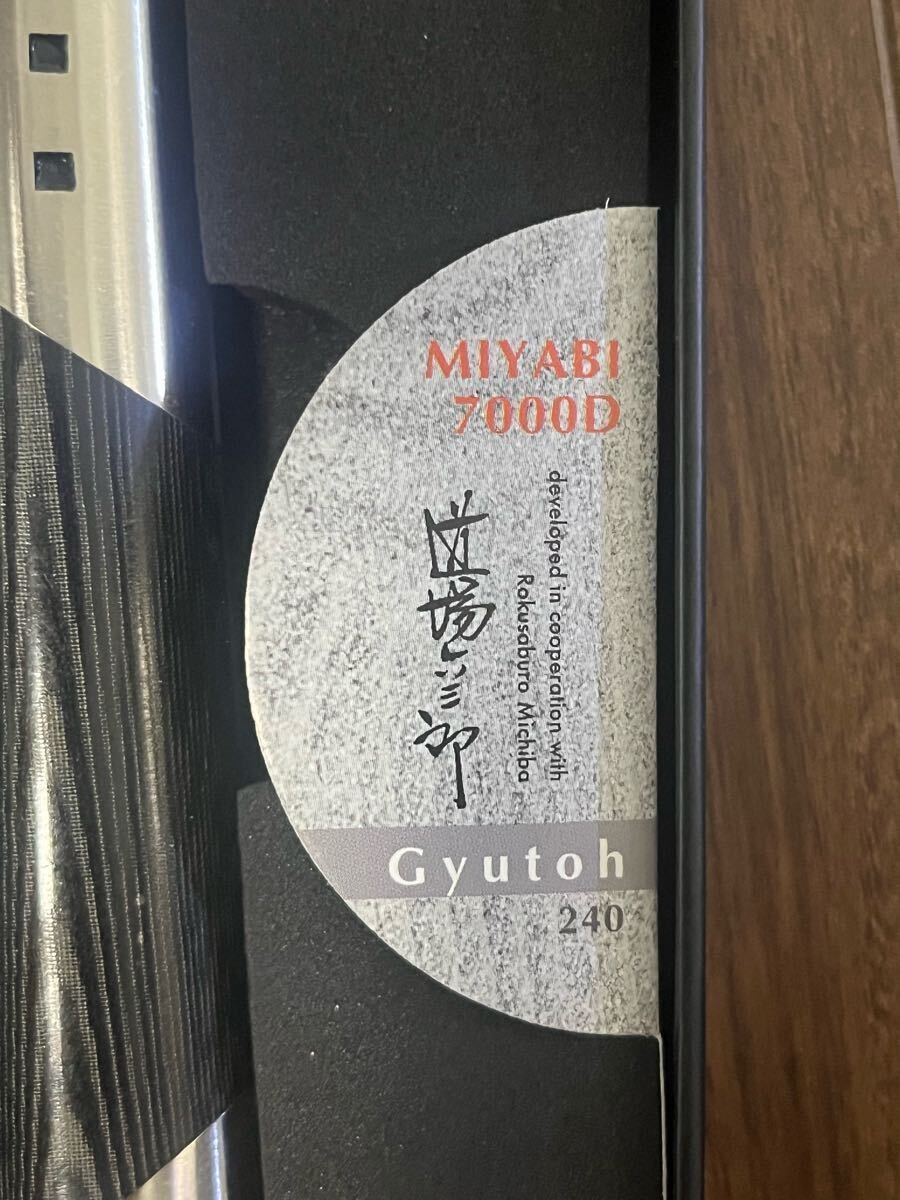 MIYABI
7000D
developed in cooperation with
Rokusaburo Michiba
道場六三郎
Gyutoh
240